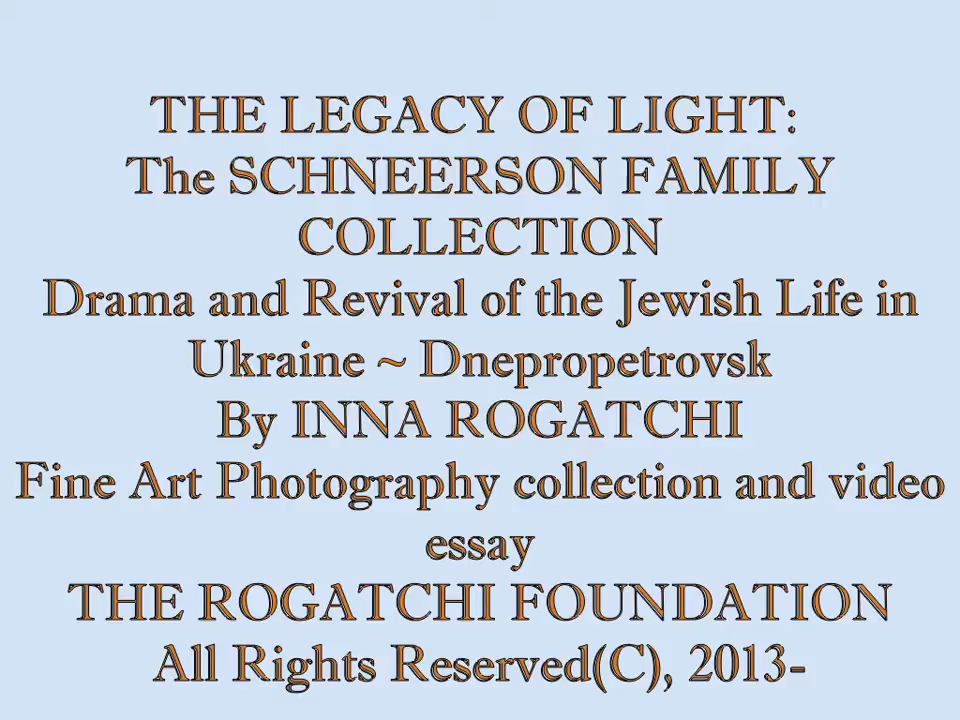 THE LEGACY OF LIGHT:
The SCHNEERSON FAMILY
COLLECTION
Drama and Revival of the Jewish Life in
Ukraine ~ Dnepropetrovsk
By INNA ROGATCHI
Fine Art Photography collection and video
essay
THE ROGATCHI FOUNDATION
All Rights Reserved(C), 2013-